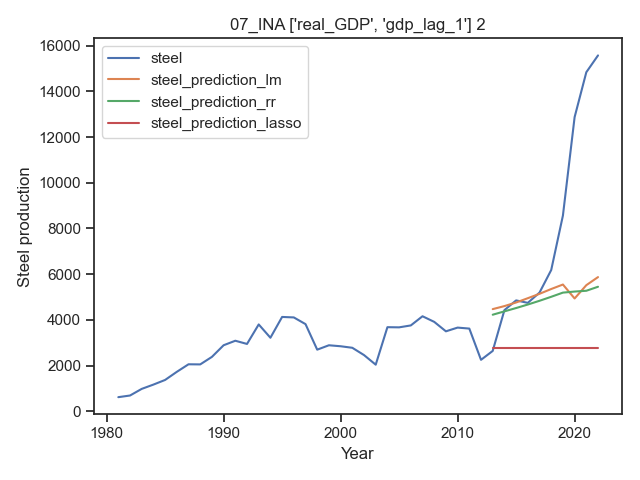 07_INA ['real_GDP', 'gdp_lag_1'] 2
16000
14000
12000
10000
8000
6000
4000
2000
0
Steel production
steel
steel_prediction_lm
steel_prediction_rr
steel_prediction_lasso
1980
1990
2000
2010
2020
Year